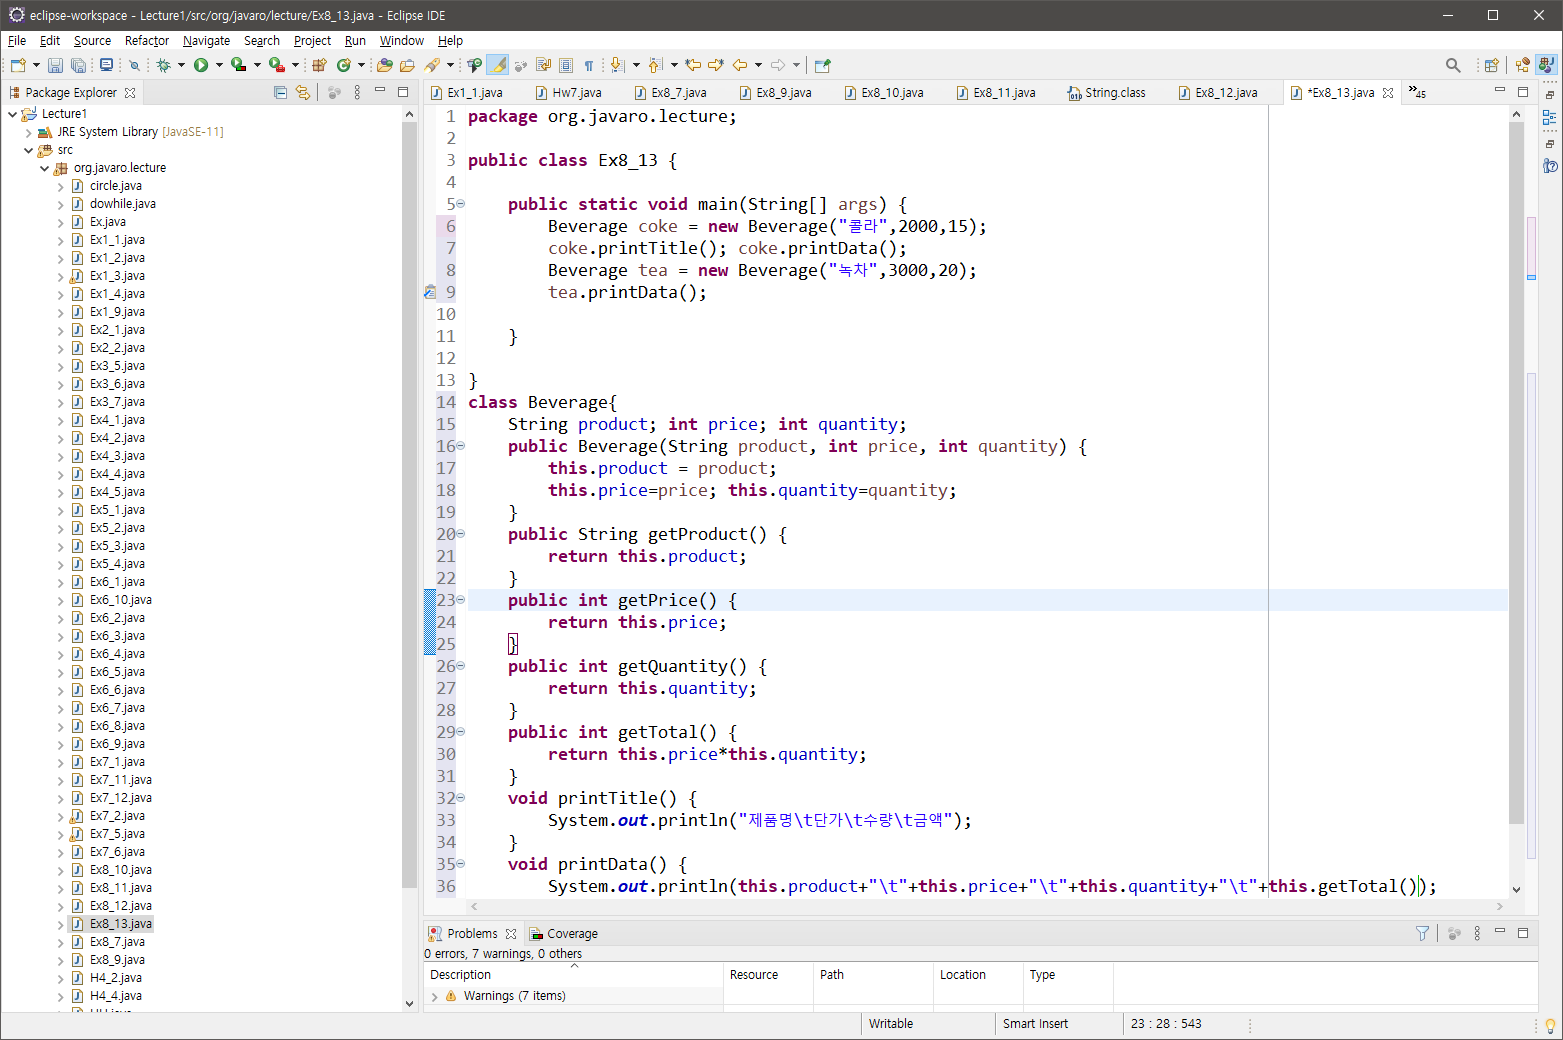 eclipse-workspace - Lecture1/src/org/javaro/lecture/Ex8_13.java - Eclipse IDE
File Edit Source Refactor Navigate Search Project Run Window Help
Package Explorer
Lecture1
JRE System Library [JavaSE-11]
src
org.javaro.lecture
circle.java
dowhile.java
Ex.java
Ex1_1.java
Ex1_2.java
Ex1_3.java
Ex1_4.java
Ex1_9.java
Ex2_1.java
Ex2_2.java
Ex3_5.java
Ex3_6.java
Ex3_7.java
Ex4_1.java
Ex4_2.java
Ex4_3.java
Ex4_4.java
Ex4_5.java
Ex5_1.java
Ex5_2.java
Ex5_3.java
Ex5_4.java
Ex6_1.java
Ex6_10.java
Ex6_2.java
Ex6_3.java
Ex6_4.java
Ex6_5.java
Ex6_6.java
Ex6_7.java
Ex6_8.java
Ex6_9.java
Ex7_1.java
Ex7_11.java
Ex7_12.java
Ex7_2.java
Ex7_5.java
Ex7_6.java
Ex8_10.java
Ex8_11.java
Ex8_12.java
Ex8_13.java
Ex8_7.java
Ex8_9.java
H4_2.java
H4_4.java
Ex1_1.java Hw7.java Ex8_7.java Ex8_9.java Ex8_10.java Ex8_11.java String.class Ex8_12.java *Ex8_13.java »45
1 package org.javaro.lecture;
2
3 public class Ex8_13 {
4
5 public static void main(String[] args) {
6 Beverage coke = new Beverage("콜라",2000,15);
7 coke.printTitle(); coke.printData();
8 Beverage tea = new Beverage("녹차",3000,20);
9 tea.printData();
10
11 }
12
13 }
14 class Beverage{
15 String product; int price; int quantity;
16 public Beverage(String product, int price, int quantity) {
17 this.product = product;
18 this.price=price; this.quantity=quantity;
19 }
20 public String getProduct() {
21 return this.product;
22 }
23 public int getPrice() {
24 return this.price;
25 }
26 public int getQuantity() {
27 return this.quantity;
28 }
29 public int getTotal() {
30 return this.price*this.quantity;
31 }
32 void printTitle() {
33 System.out.println("제품명\t단가\t수량\t금액");
34 }
35 void printData() {
36 System.out.println(this.product+"\t"+this.price+"\t"+this.quantity+"\t"+this.getTotal());
Problems Coverage
0 errors, 7 warnings, 0 others
Description Resource Path Location Type
Warnings (7 items)
Writable Smart Insert 23 : 28 : 543